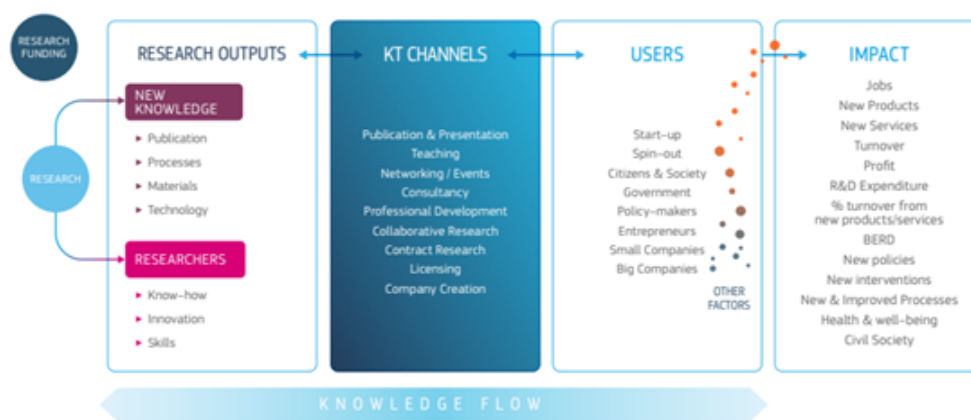 RESEARCH
FUNDING
RESEARCH
RESEARCH OUTPUTS
NEW
KNOWLEDGE
Publication
Processes
Materials
Technology
RESEARCHERS
Know-how
Innovation
Skills
KT CHANNELS
Publication & Presentation
Teaching
Networking / Events
Consultancy
Professional Development
Collaborative Research
Contract Research
Licensing
Company Creation
USERS
Start-up
Spin-out
Citizens & Society
Government
Policy-makers
Entrepreneurs
Small Companies
Big Companies
OTHER
FACTORS
IMPACT
Jobs
New Products
New Services
Turnover
Profit
R&D Expenditure
% turnover from
new products/services
BERD
New policies
New interventions
New & Improved Processes
Health & well-being
Civil Society
KNOWLEDGE FLOW